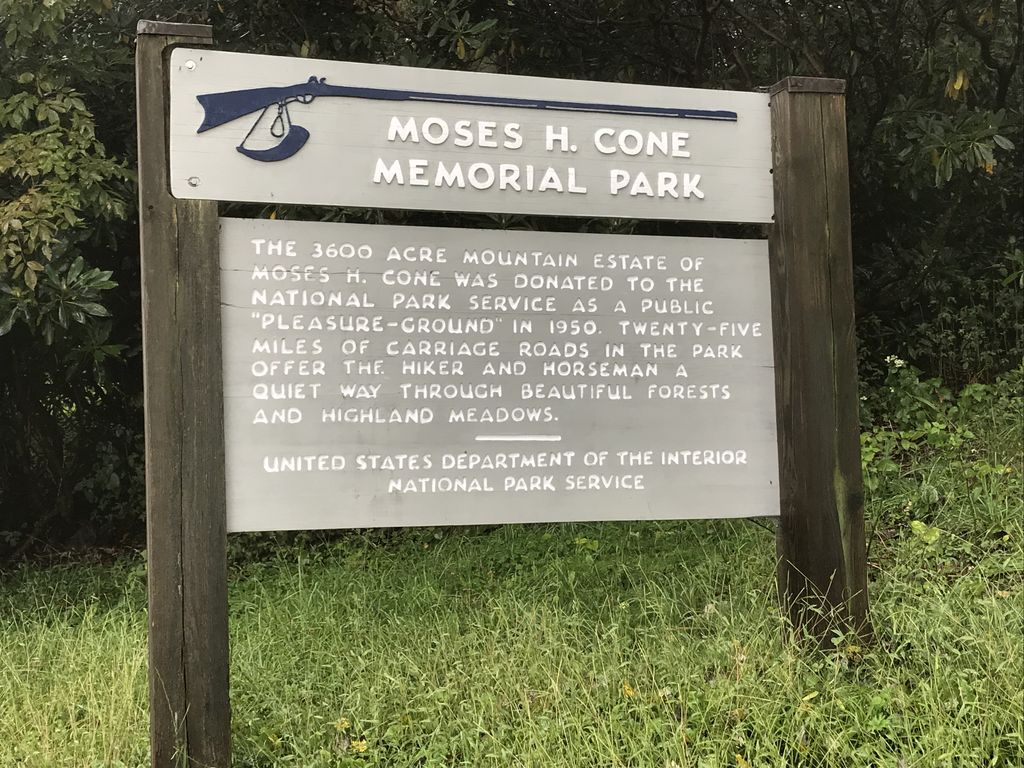 MOSES H. CONE
MEMORIAL PARK
THE 3600 ACRE MOUNTAIN ESTATE OF
MOSES H. CONE WAS DONATED TO THE
NATIONAL PARK SERVICE AS A PUBLIC
"PLEASURE-GROUND" IN 1950. TWENTY-FIVE
MILES OF CARRIAGE ROADS IN THE PARK
OFFER THE HIKER AND HORSEMAN A
QUIET WAY THROUGH BEAUTIFUL FORESTS
AND HIGHLAND MEADOWS.
UNITED STATES DEPARTMENT OF THE INTERIOR
NATIONAL PARK SERVICE